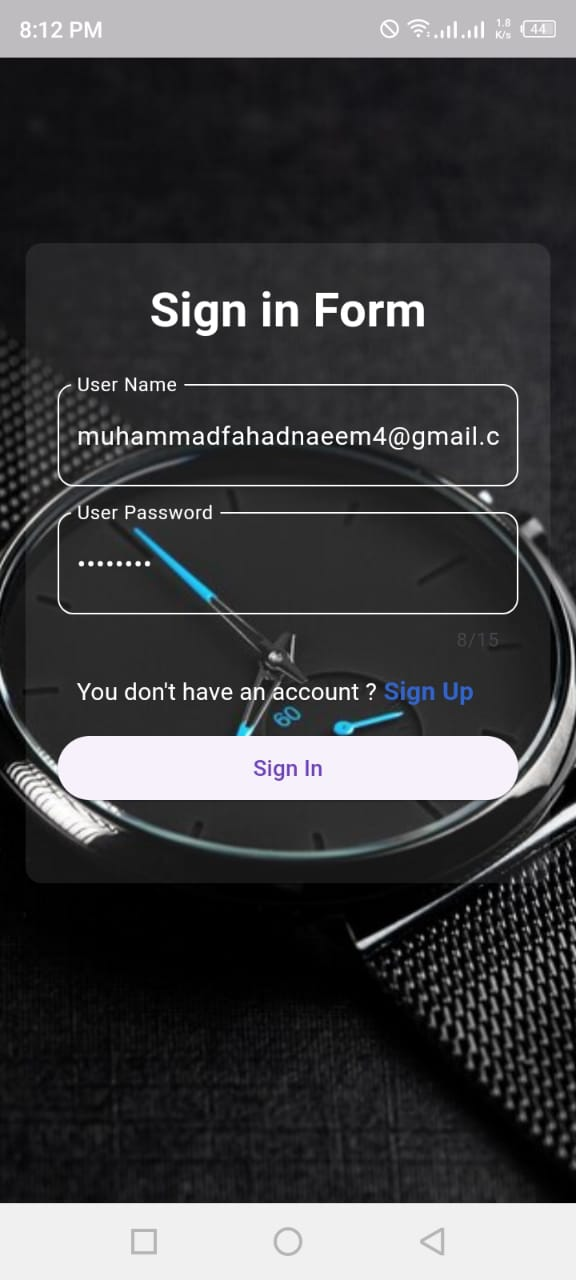 8:12 PM
1.8
K/s
44
Sign in Form
User Name
muhammadfahadnaeem4@gmail.c
User Password
••••••••
8/15
You don't have an account ? Sign Up
60
Sign In